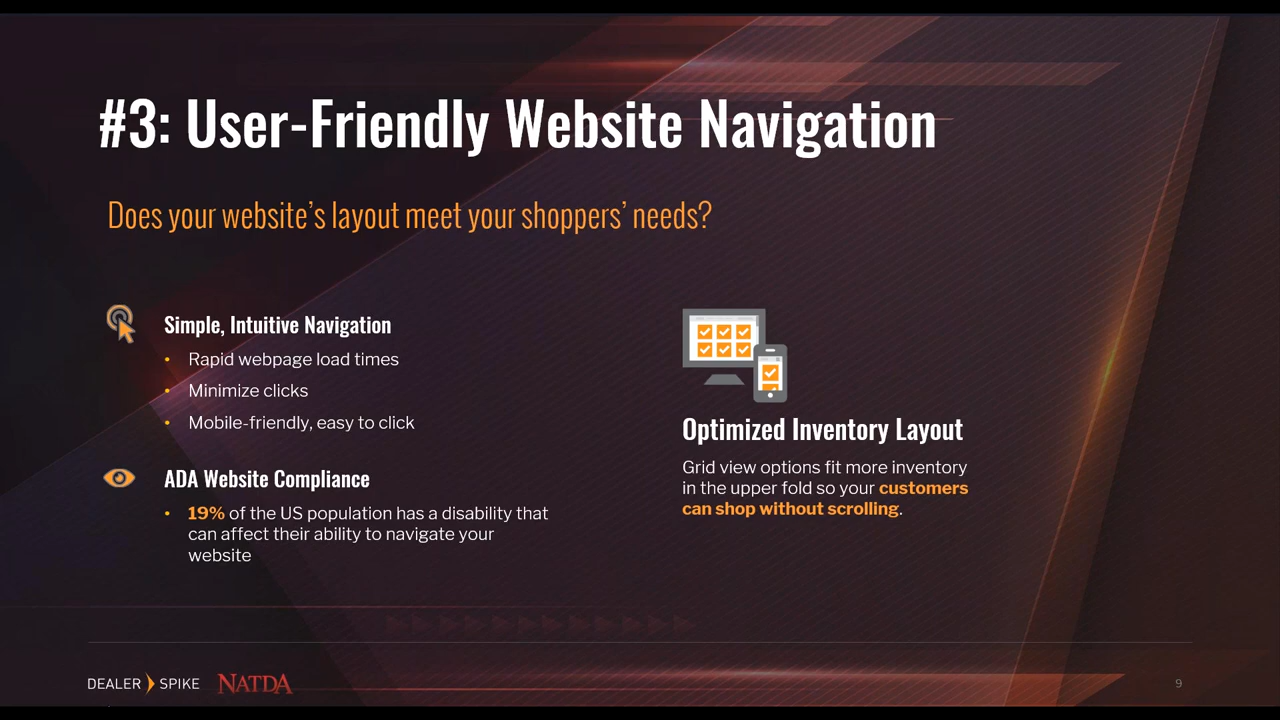 #3: User-Friendly Website Navigation
Does your website’s layout meet your shoppers’ needs?
Simple, Intuitive Navigation
• Rapid webpage load times
• Minimize clicks
• Mobile-friendly, easy to click
ADA Website Compliance
• 19% of the US population has a disability that
can affect their ability to navigate your
website
Optimized Inventory Layout
Grid view options fit more inventory
in the upper fold so your customers
can shop without scrolling.
DEALER SPIKE NATDA
9